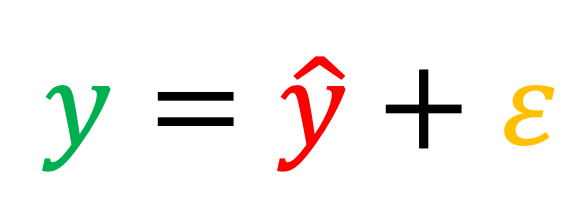 y = ŷ + ε